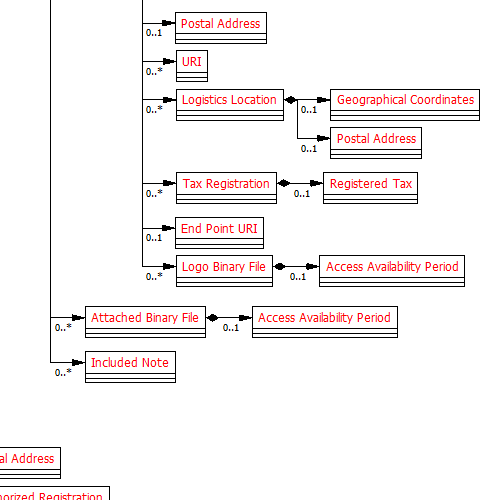 Postal Address
0..1
URI
0..*
Logistics Location
Geographical Coordinates
0..*
0..1
Postal Address
0..1
Tax Registration
Registered Tax
0..*
0..1
End Point URI
0..1
Logo Binary File
Access Availability Period
0..*
0..1
Attached Binary File
Access Availability Period
0..*
0..1
Included Note
0..*
Address
Registration